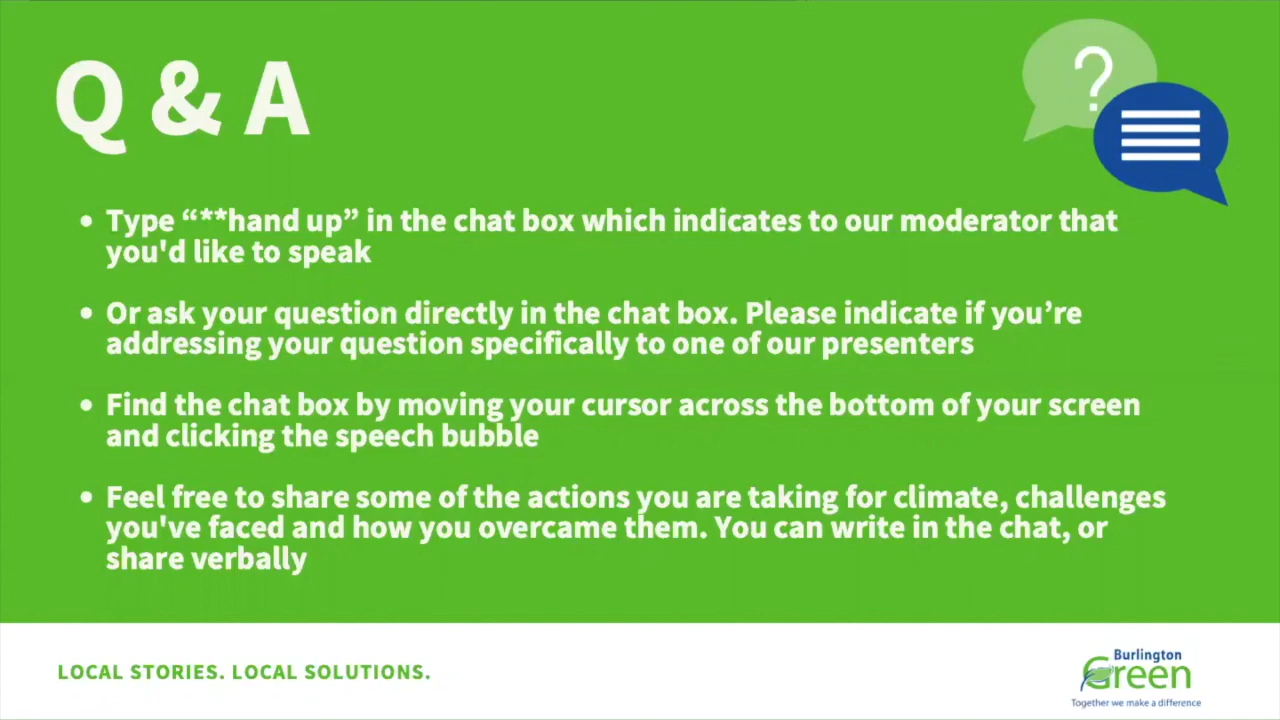 Q & A
?
• Type “**hand up” in the chat box which indicates to our moderator that
you'd like to speak
• Or ask your question directly in the chat box. Please indicate if you’re
addressing your question specifically to one of our presenters
• Find the chat box by moving your cursor across the bottom of your screen
and clicking the speech bubble
• Feel free to share some of the actions you are taking for climate, challenges
you've faced and how you overcame them. You can write in the chat, or
share verbally
LOCAL STORIES. LOCAL SOLUTIONS.
Burlington
Green
Together we make a difference